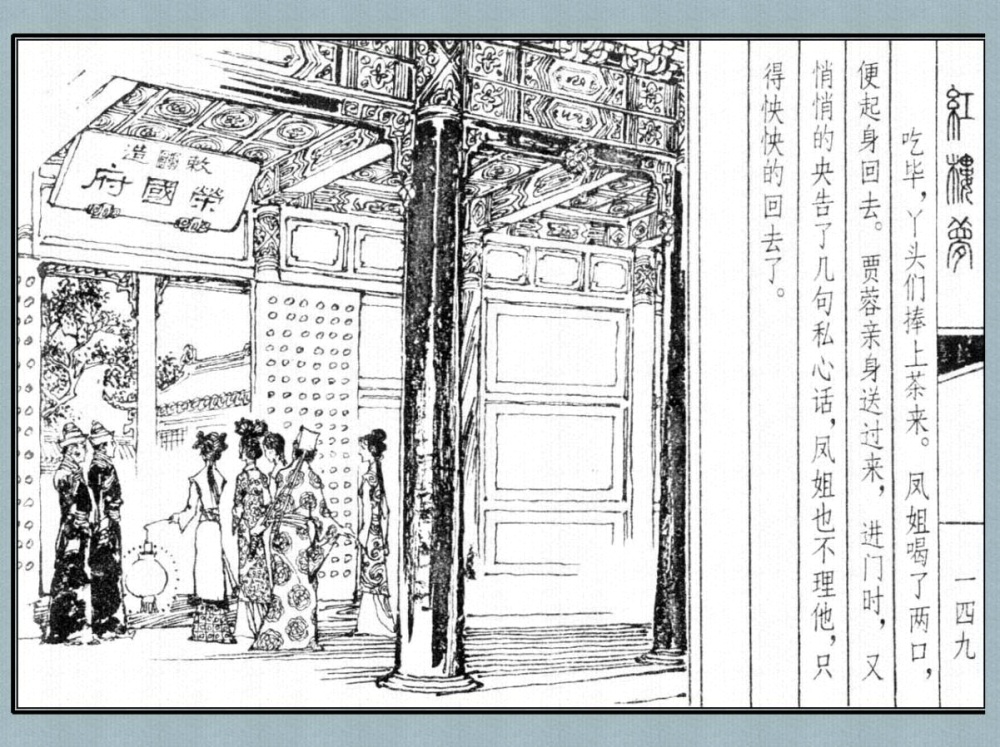 紅樓夢
一四九
吃毕，丫头们捧上茶来。凤姐喝了两口，
便起身回去。贾蓉亲身送过来，进门时，又
悄悄的央告了几句私心话，凤姐也不理他，只
得怏怏的回去了。
敕
造
榮國府